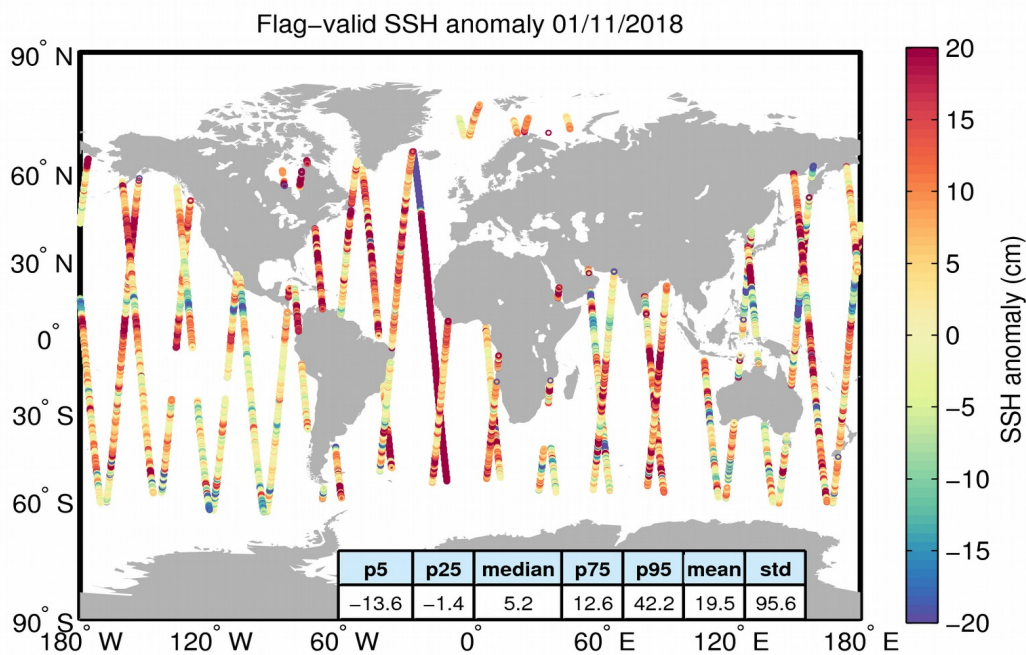 Flag−valid SSH anomaly 01/11/2018
90° N
60° N
30° N
0°
30° S
60° S
90° S
180° W 120° W 60° W 0° 60° E 120° E 180° E
p5 p25 median p75 p95 mean std
−13.6 −1.4 5.2 12.6 42.2 19.5 95.6
20
15
10
5
0
−5
−10
−15
−20
SSH anomaly (cm)